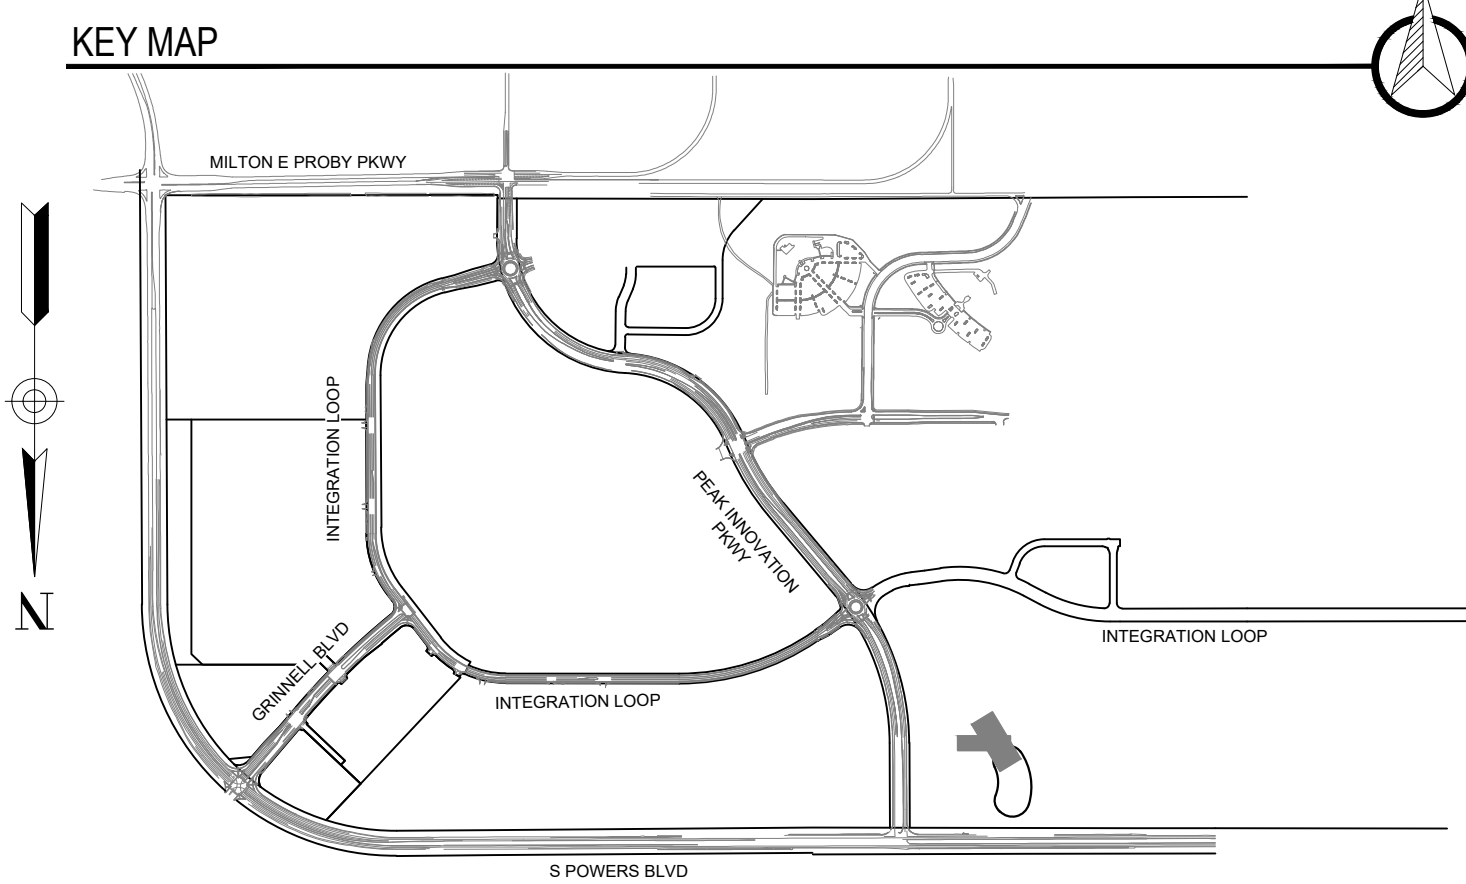 KEY MAP
MILTON E PROBY PKWY
INTEGRATION LOOP
PEAK INNOVATION
PKWY
N
GRINNELL BLVD
INTEGRATION LOOP
INTEGRATION LOOP
S POWERS BLVD